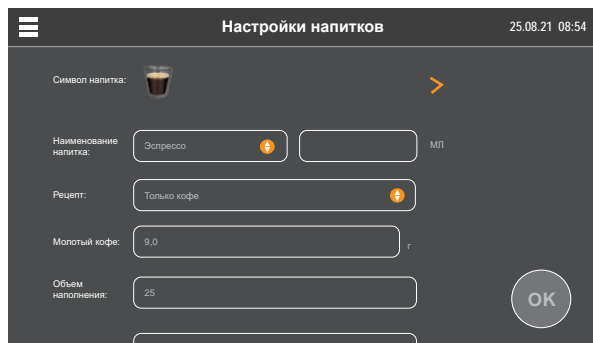 Настройки напитков
25.08.21 08:54
Символ напитка:
Наименование
напитка:
Эспрессо
МЛ
Рецепт:
Только кофе
Молотый кофе:
9,0
г
Объем
наполнения:
25
OK